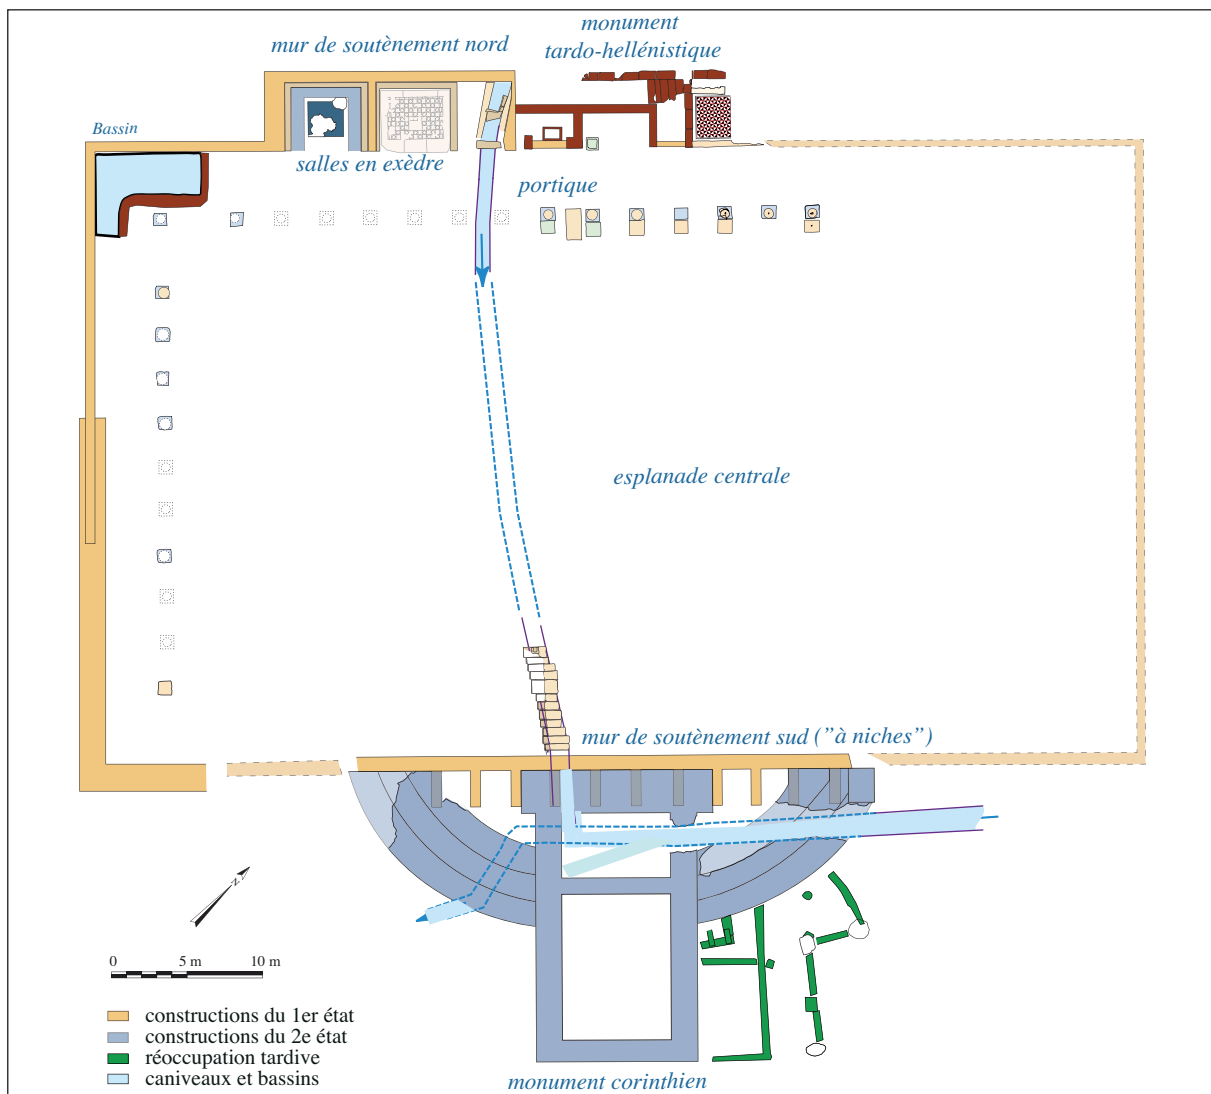 monument
tardo-hellénistique
mur de soutènement nord
Bassin
salles en exèdre
portique
esplanade centrale
mur de soutènement sud (”à niches”)
N
0 5 m 10 m
constructions du 1er état
constructions du 2e état
réoccupation tardive
caniveaux et bassins
monument corinthien